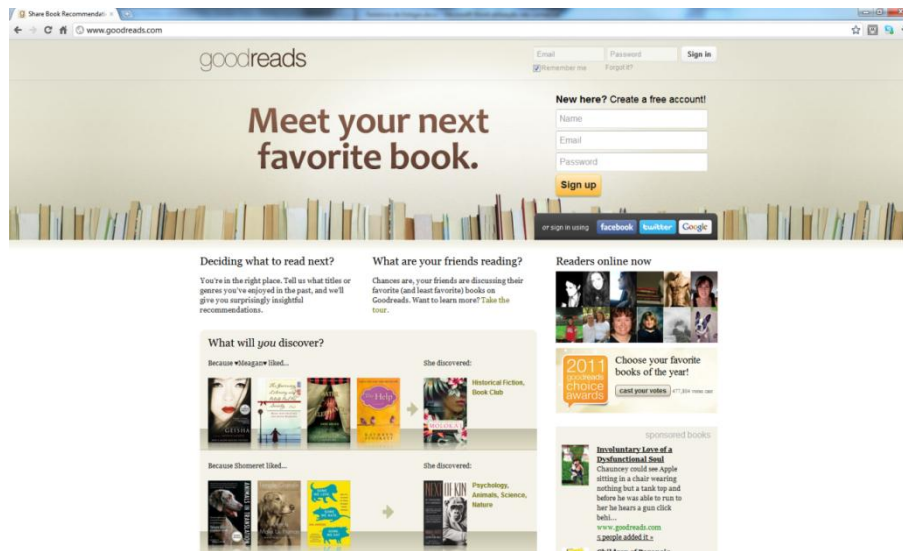 Share Book Recommendati
www.goodreads.com
goodreads
Email
Password
Sign in
Remember me
Forgot it?
Meet your next
favorite book.
New here? Create a free account!
Name
Email
Password
Sign up
or sign in using
facebook
twitter
Google
Deciding what to read next?
You're in the right place. Tell us what titles or
genres you've enjoyed in the past, and we'll
give you surprisingly insightful
recommendations.
What are your friends reading?
Chances are, your friends are discussing their
favorite (and least favorite) books on
Goodreads. Want to learn more? Take the
tour.
Readers online now
2011
goodreads
choice
awards
Choose your favorite
books of the year!
cast your votes
What will you discover?
Because ♥Meagan♥ liked...
She discovered:
GEISHA
The Help
MOLOKA'I
Historical Fiction,
Book Club
Because Shomeret liked...
She discovered:
ANIMALS IN TRANSLATION
NEXT OF KIN
Psychology,
Animals, Science,
Nature
sponsored books
Involuntary Love of a
Dysfunctional Soul
Chauncey could see Apple
sitting in a chair wearing
nothing but a tank top and
before he was able to run to
her he hears a gun click
behi...
www.goodreads.com
5 people added it »